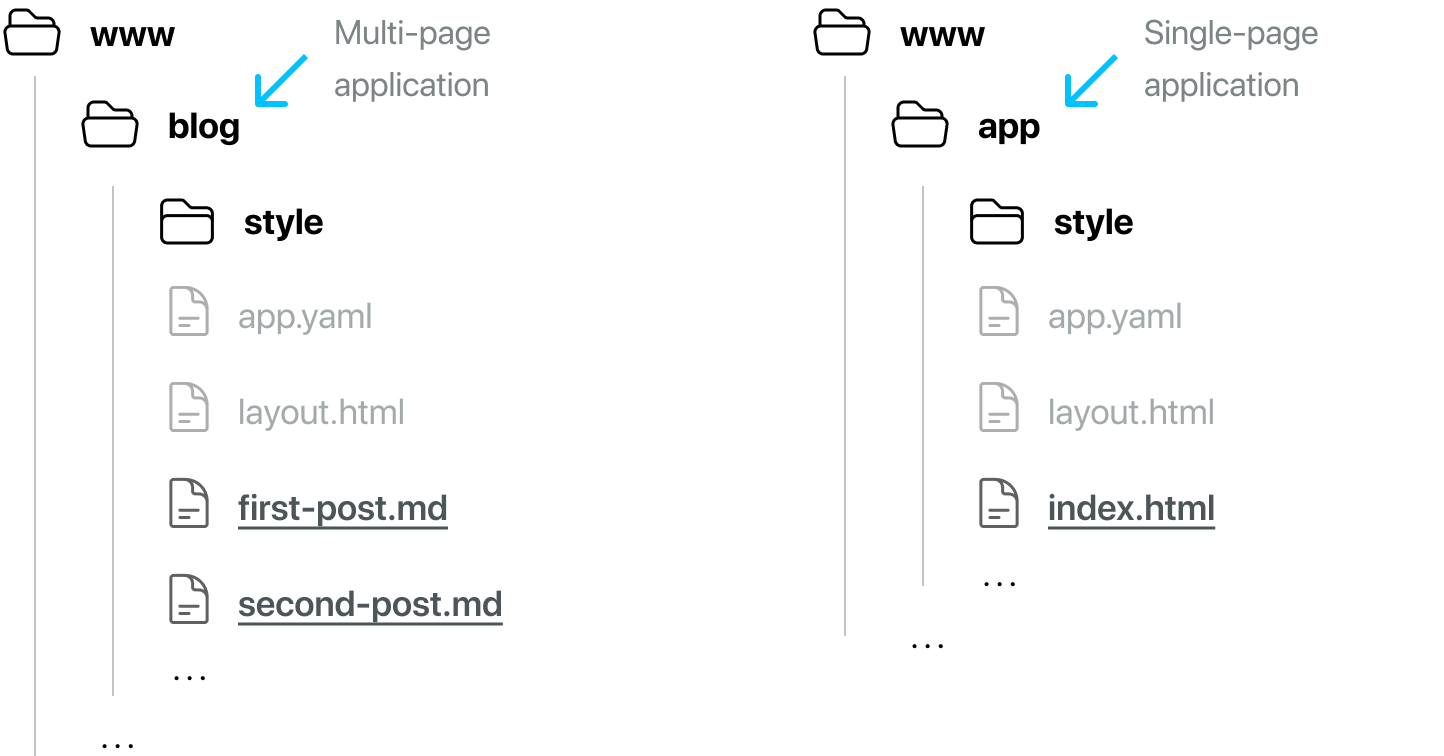 www
Multi-page
application
blog
style
app.yaml
layout.html
first-post.md
second-post.md
...
...
www
Single-page
application
app
style
app.yaml
layout.html
index.html
...
...